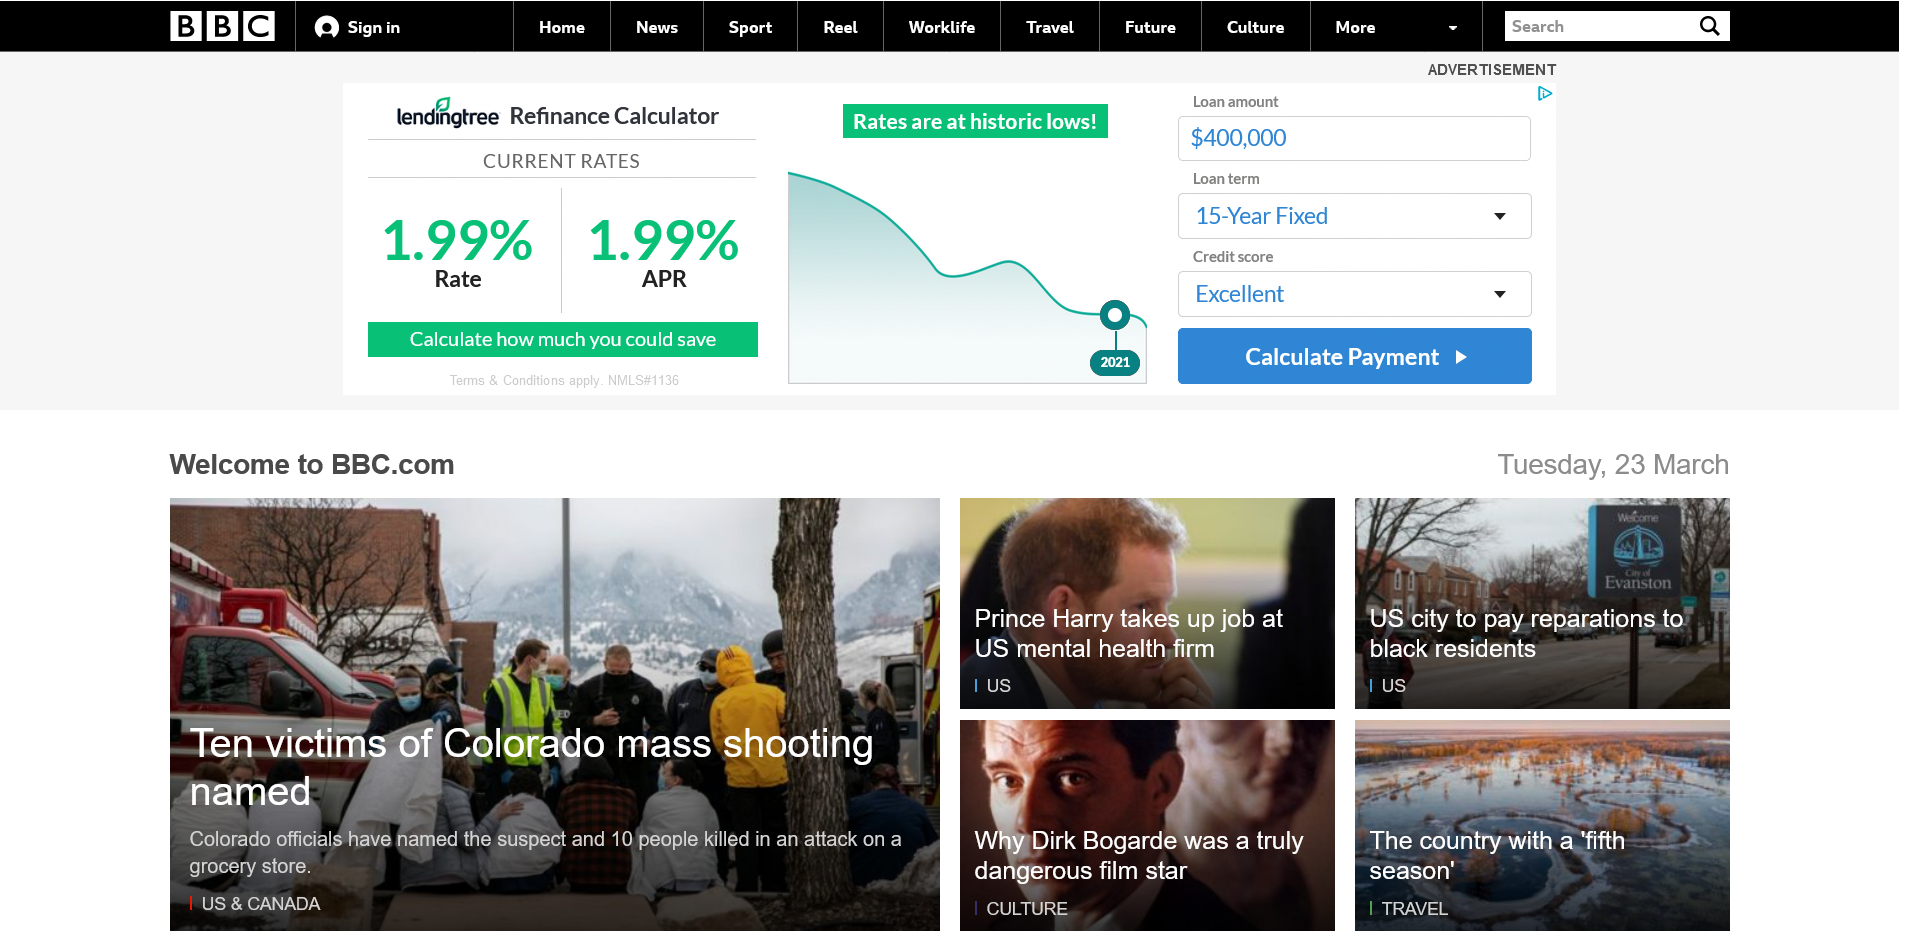 BBC
Sign in
Home
News
Sport
Reel
Worklife
Travel
Future
Culture
More
Search
ADVERTISEMENT
lendingtree Refinance Calculator
CURRENT RATES
1.99%
Rate
1.99%
APR
Calculate how much you could save
Terms & Conditions apply. NMLS#1136
Rates are at historic lows!
2021
Loan amount
$400,000
Loan term
15-Year Fixed
Credit score
Excellent
Calculate Payment
Welcome to BBC.com
Tuesday, 23 March
Ten victims of Colorado mass shooting
named
Colorado officials have named the suspect and 10 people killed in an attack on a
grocery store.
US & CANADA
Prince Harry takes up job at
US mental health firm
US
Welcome
City of
Evanston
US city to pay reparations to
black residents
US
Why Dirk Bogarde was a truly
dangerous film star
CULTURE
The country with a 'fifth
season'
TRAVEL